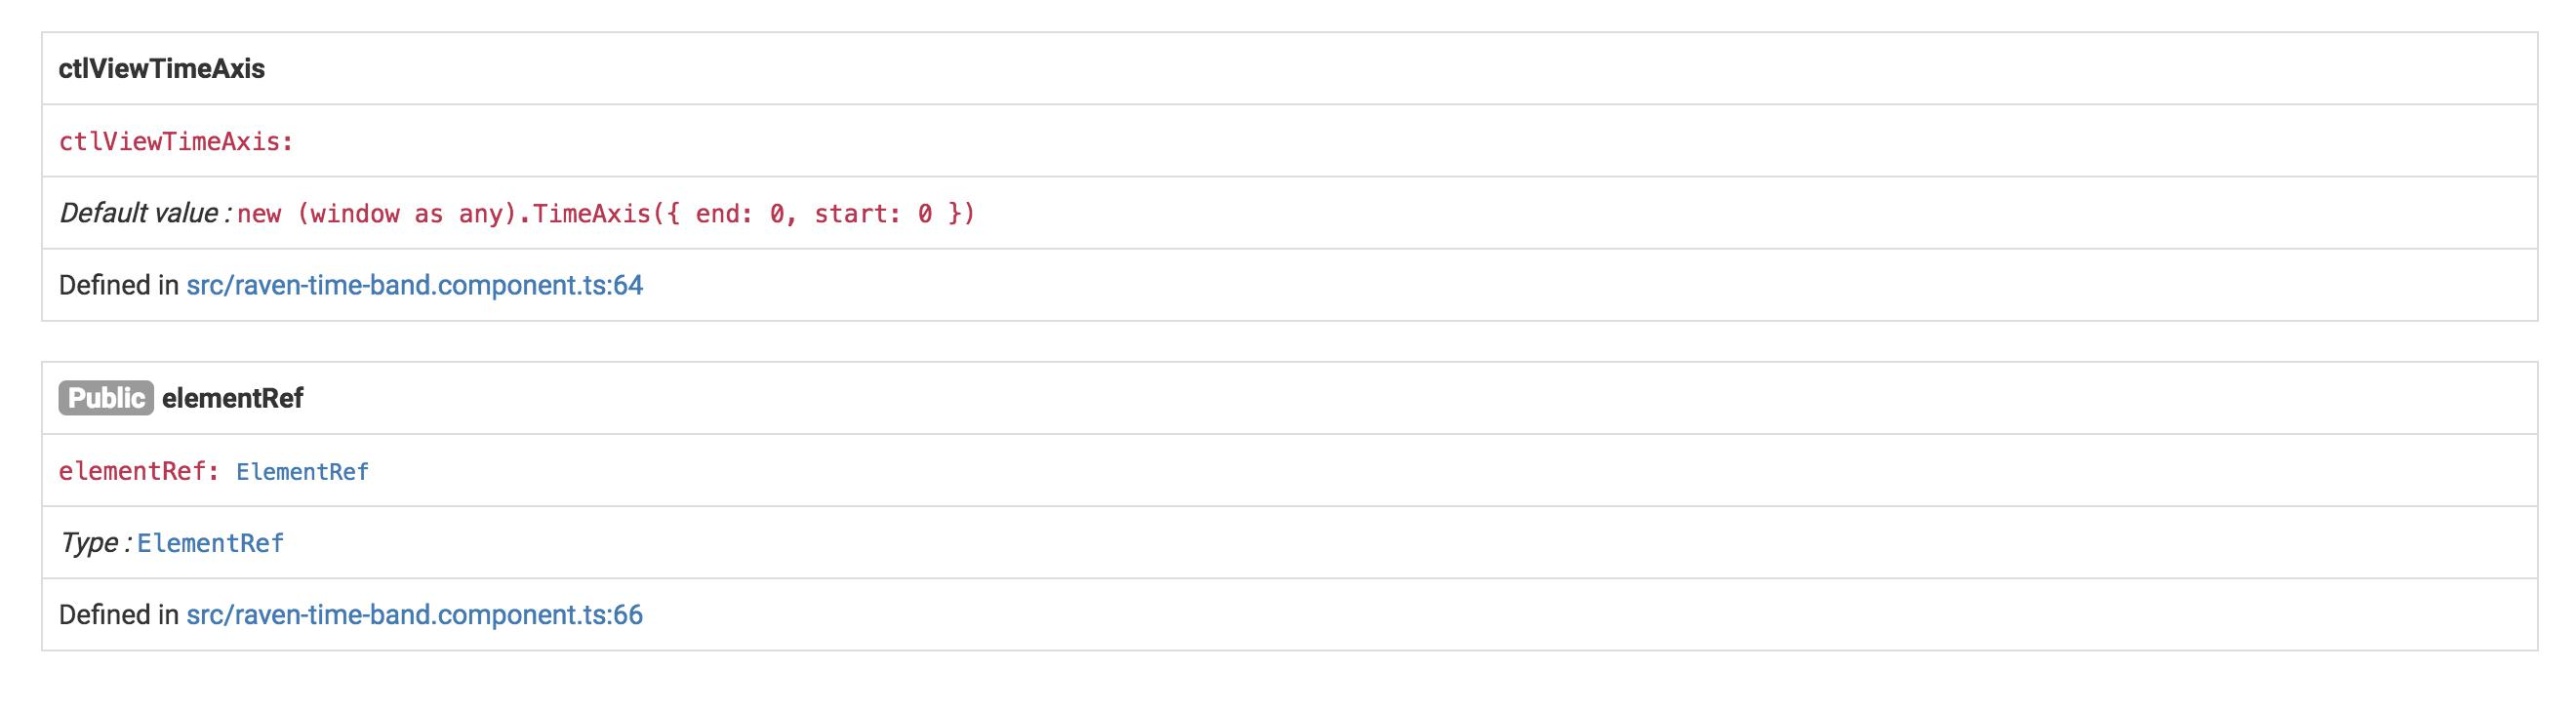 ctlViewTimeAxis
ctlViewTimeAxis:
Default value : new (window as any).TimeAxis({ end: 0, start: 0 })
Defined in src/raven-time-band.component.ts:64
Public elementRef
elementRef: ElementRef
Type : ElementRef
Defined in src/raven-time-band.component.ts:66